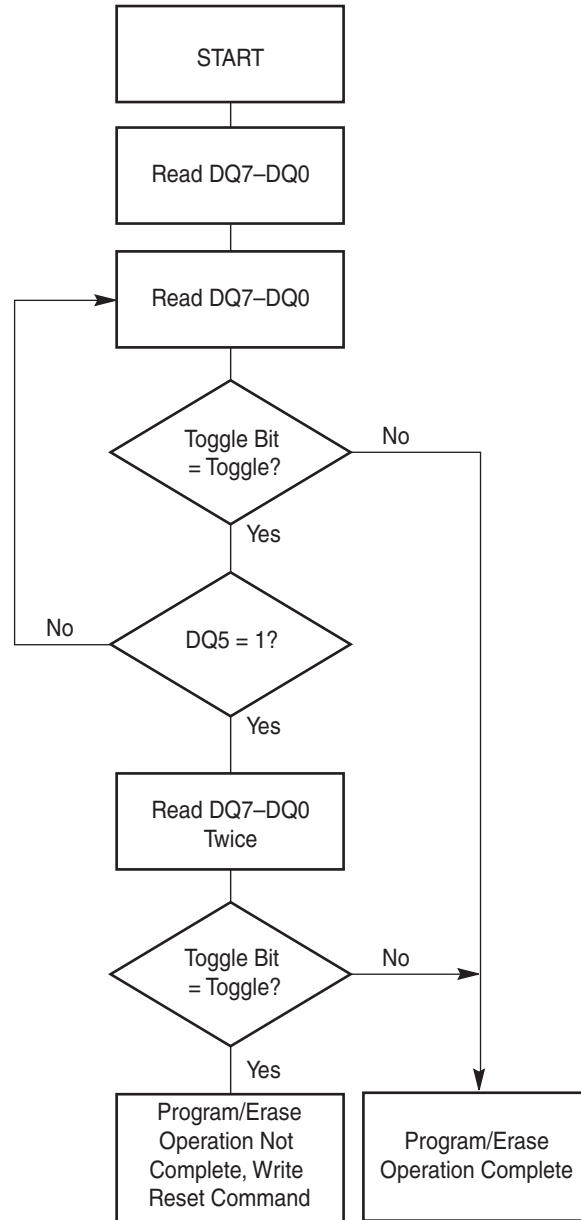 START
Read DQ7–DQ0
Read DQ7–DQ0
Toggle Bit
= Toggle?
No
Yes
No
DQ5 = 1?
Yes
Read DQ7–DQ0
Twice
Toggle Bit
= Toggle?
No
Yes
Program/Erase
Operation Not
Complete, Write
Reset Command
Program/Erase
Operation Complete